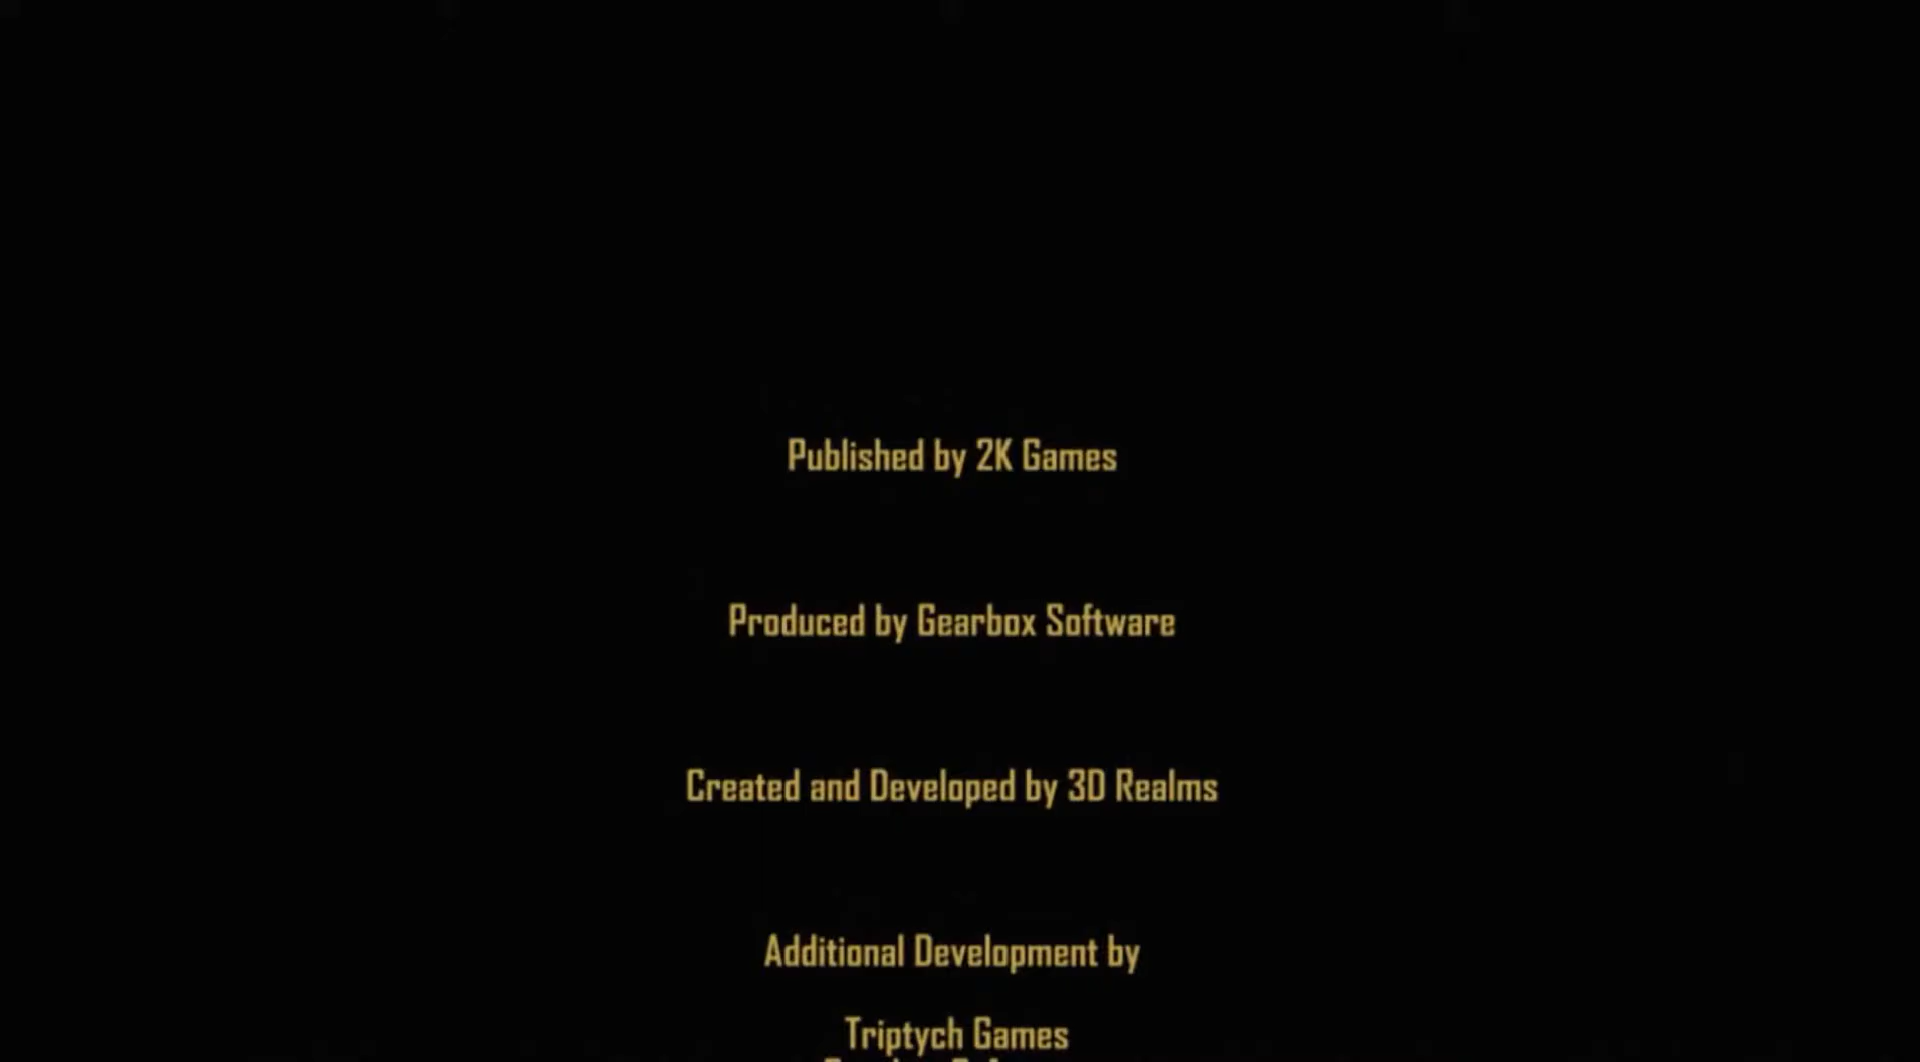 Published by 2K Games
Produced by Gearbox Software
Created and Developed by 3D Realms
Additional Development by
Triptych Games